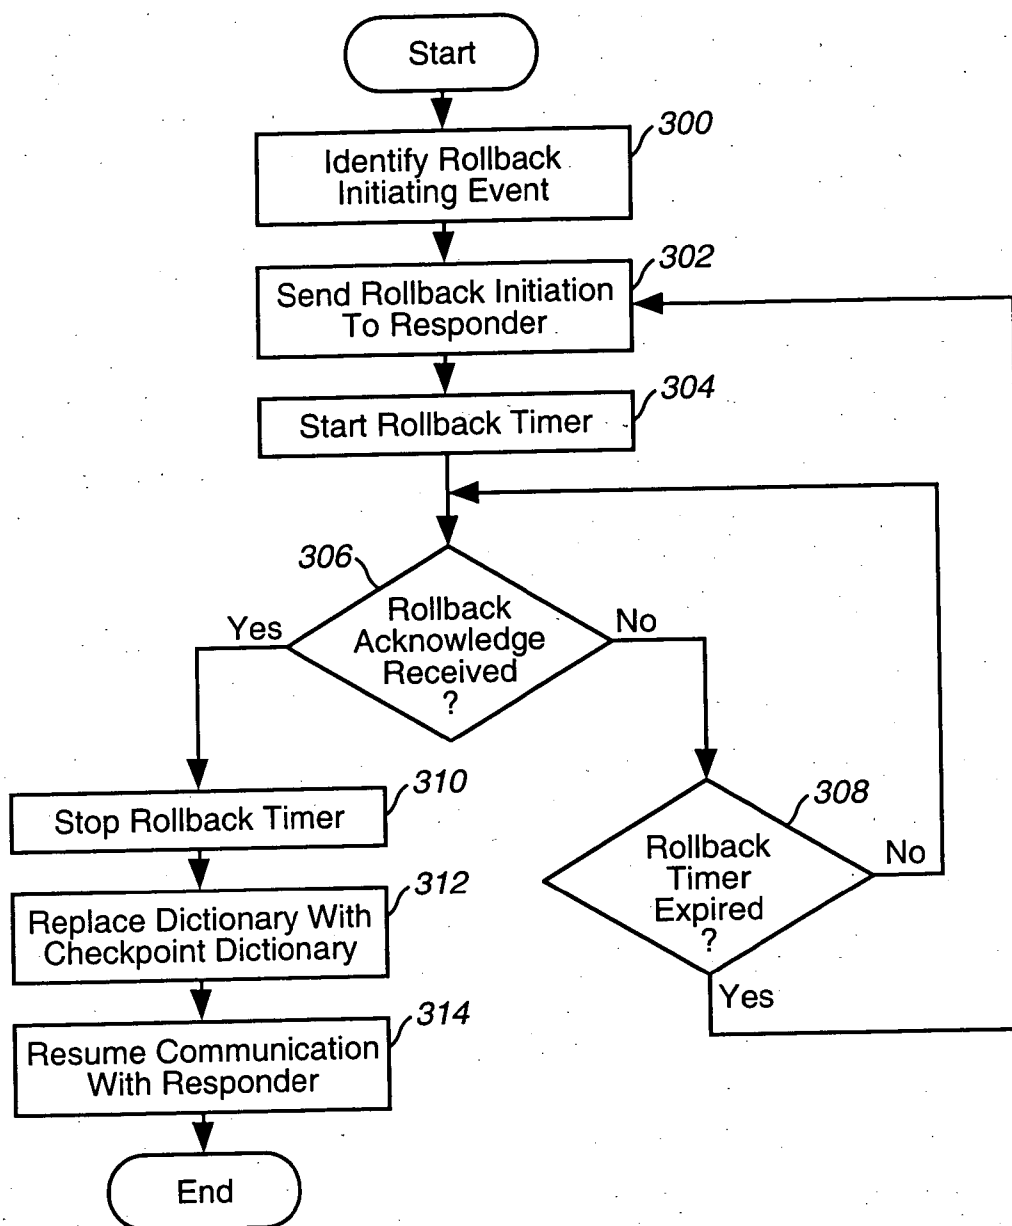 Start
300
Identify Rollback
Initiating Event
302
Send Rollback Initiation
To Responder
304
Start Rollback Timer
306
Rollback
Acknowledge
Received
?
Yes
No
310
Stop Rollback Timer
308
Rollback
Timer
Expired
?
No
Yes
312
Replace Dictionary With
Checkpoint Dictionary
314
Resume Communication
With Responder
End